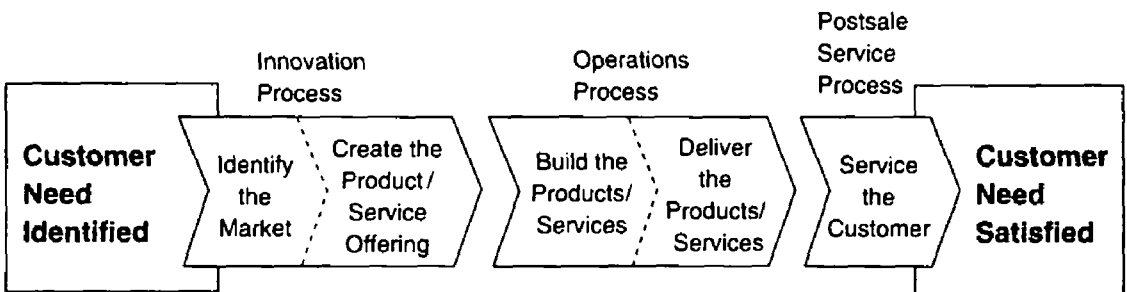 Innovation
Process
Operations
Process
Postsale
Service
Process
Customer
Need
Identified
Identify
the
Market
Create the
Product/
Service
Offering
Build the
Products/
Services
Deliver
the
Products/
Services
Service
the
Customer
Customer
Need
Satisfied